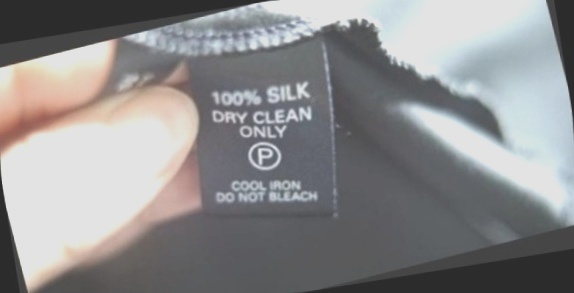 100% SILK
DRY CLEAN
ONLY
P
COOL IRON
DO NOT BLEACH